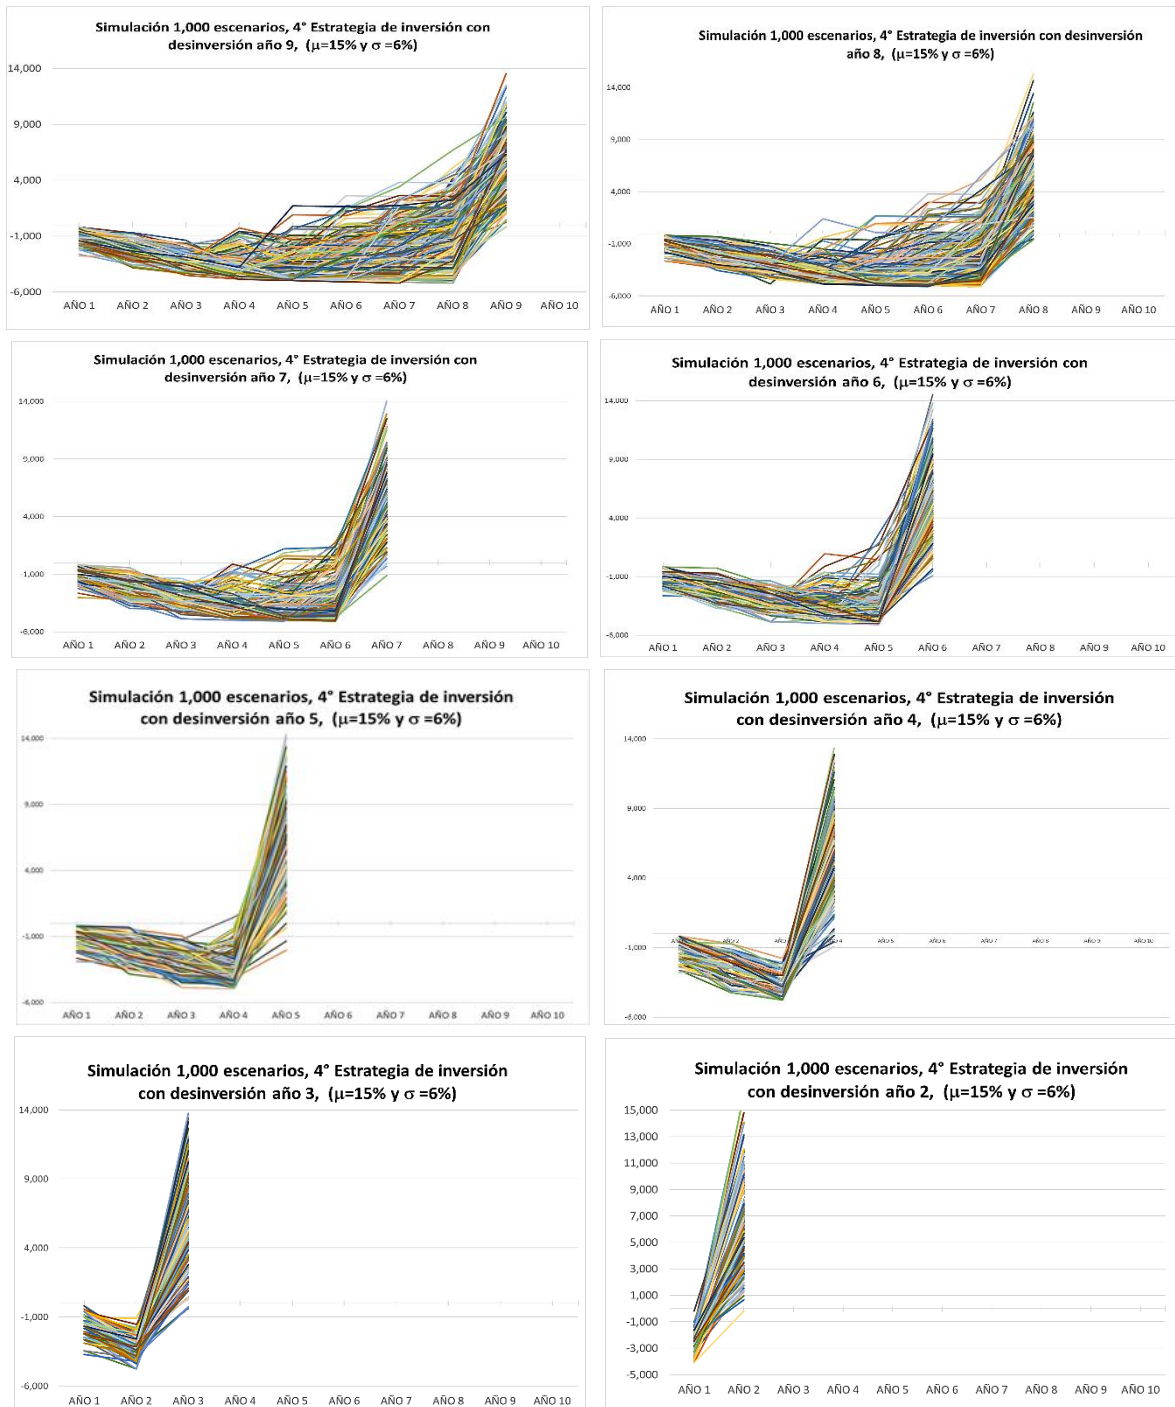 Simulación 1,000 escenarios, 4° Estrategia de inversión con
desinversión año 9, (μ=15% y σ =6%)
14,000
9,000
4,000
-1,000
-6,000
AÑO 1 AÑO 2 AÑO 3 AÑO 4 AÑO 5 AÑO 6 AÑO 7 AÑO 8 AÑO 9 AÑO 10
Simulación 1,000 escenarios, 4° Estrategia de inversión con desinversión
año 8, (μ=15% y σ =6%)
14,000
9,000
4,000
-1,000
-6,000
AÑO 1 AÑO 2 AÑO 3 AÑO 4 AÑO 5 AÑO 6 AÑO 7 AÑO 8 AÑO 9 AÑO 10
Simulación 1,000 escenarios, 4° Estrategia de inversión con
desinversión año 7, (μ=15% y σ =6%)
14,000
9,000
4,000
-1,000
-6,000
AÑO 1 AÑO 2 AÑO 3 AÑO 4 AÑO 5 AÑO 6 AÑO 7 AÑO 8 AÑO 9 AÑO 10
Simulación 1,000 escenarios, 4° Estrategia de inversión con
desinversión año 6, (μ=15% y σ =6%)
14,000
9,000
4,000
-1,000
-6,000
AÑO 1 AÑO 2 AÑO 3 AÑO 4 AÑO 5 AÑO 6 AÑO 7 AÑO 8 AÑO 9 AÑO 10
Simulación 1,000 escenarios, 4° Estrategia de inversión
con desinversión año 5, (μ=15% y σ =6%)
14,000
9,000
4,000
-1,000
-6,000
AÑO 1 AÑO 2 AÑO 3 AÑO 4 AÑO 5 AÑO 6 AÑO 7 AÑO 8 AÑO 9 AÑO 10
Simulación 1,000 escenarios, 4° Estrategia de inversión
con desinversión año 4, (μ=15% y σ =6%)
14,000
9,000
4,000
-1,000
-6,000
AÑO 2 AÑO 5 AÑO 6 AÑO 7 AÑO 8 AÑO 9 AÑO 10
Simulación 1,000 escenarios, 4° Estrategia de inversión
con desinversión año 3, (μ=15% y σ =6%)
14,000
9,000
4,000
-1,000
-6,000
AÑO 1 AÑO 2 AÑO 3 AÑO 4 AÑO 5 AÑO 6 AÑO 7 AÑO 8 AÑO 9 AÑO 10
Simulación 1,000 escenarios, 4° Estrategia de inversión
con desinversión año 2, (μ=15% y σ =6%)
15,000
13,000
11,000
9,000
7,000
5,000
3,000
1,000
-1,000
-3,000
-5,000
AÑO 1 AÑO 2 AÑO 3 AÑO 4 AÑO 5 AÑO 6 AÑO 7 AÑO 8 AÑO 9 AÑO 10